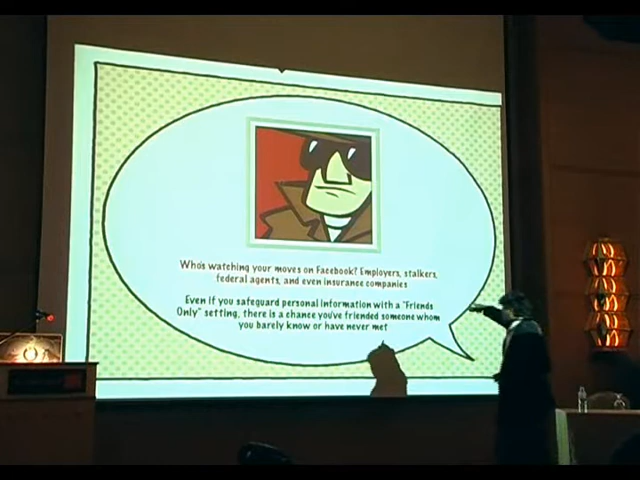 Who's watching your moves on Facebook? Employers, stalkers,
federal agents, and even insurance companies
Even if you safeguard personal information with a "Friends
Only" setting, there is a chance you've friended someone whom
you barely know or have never met